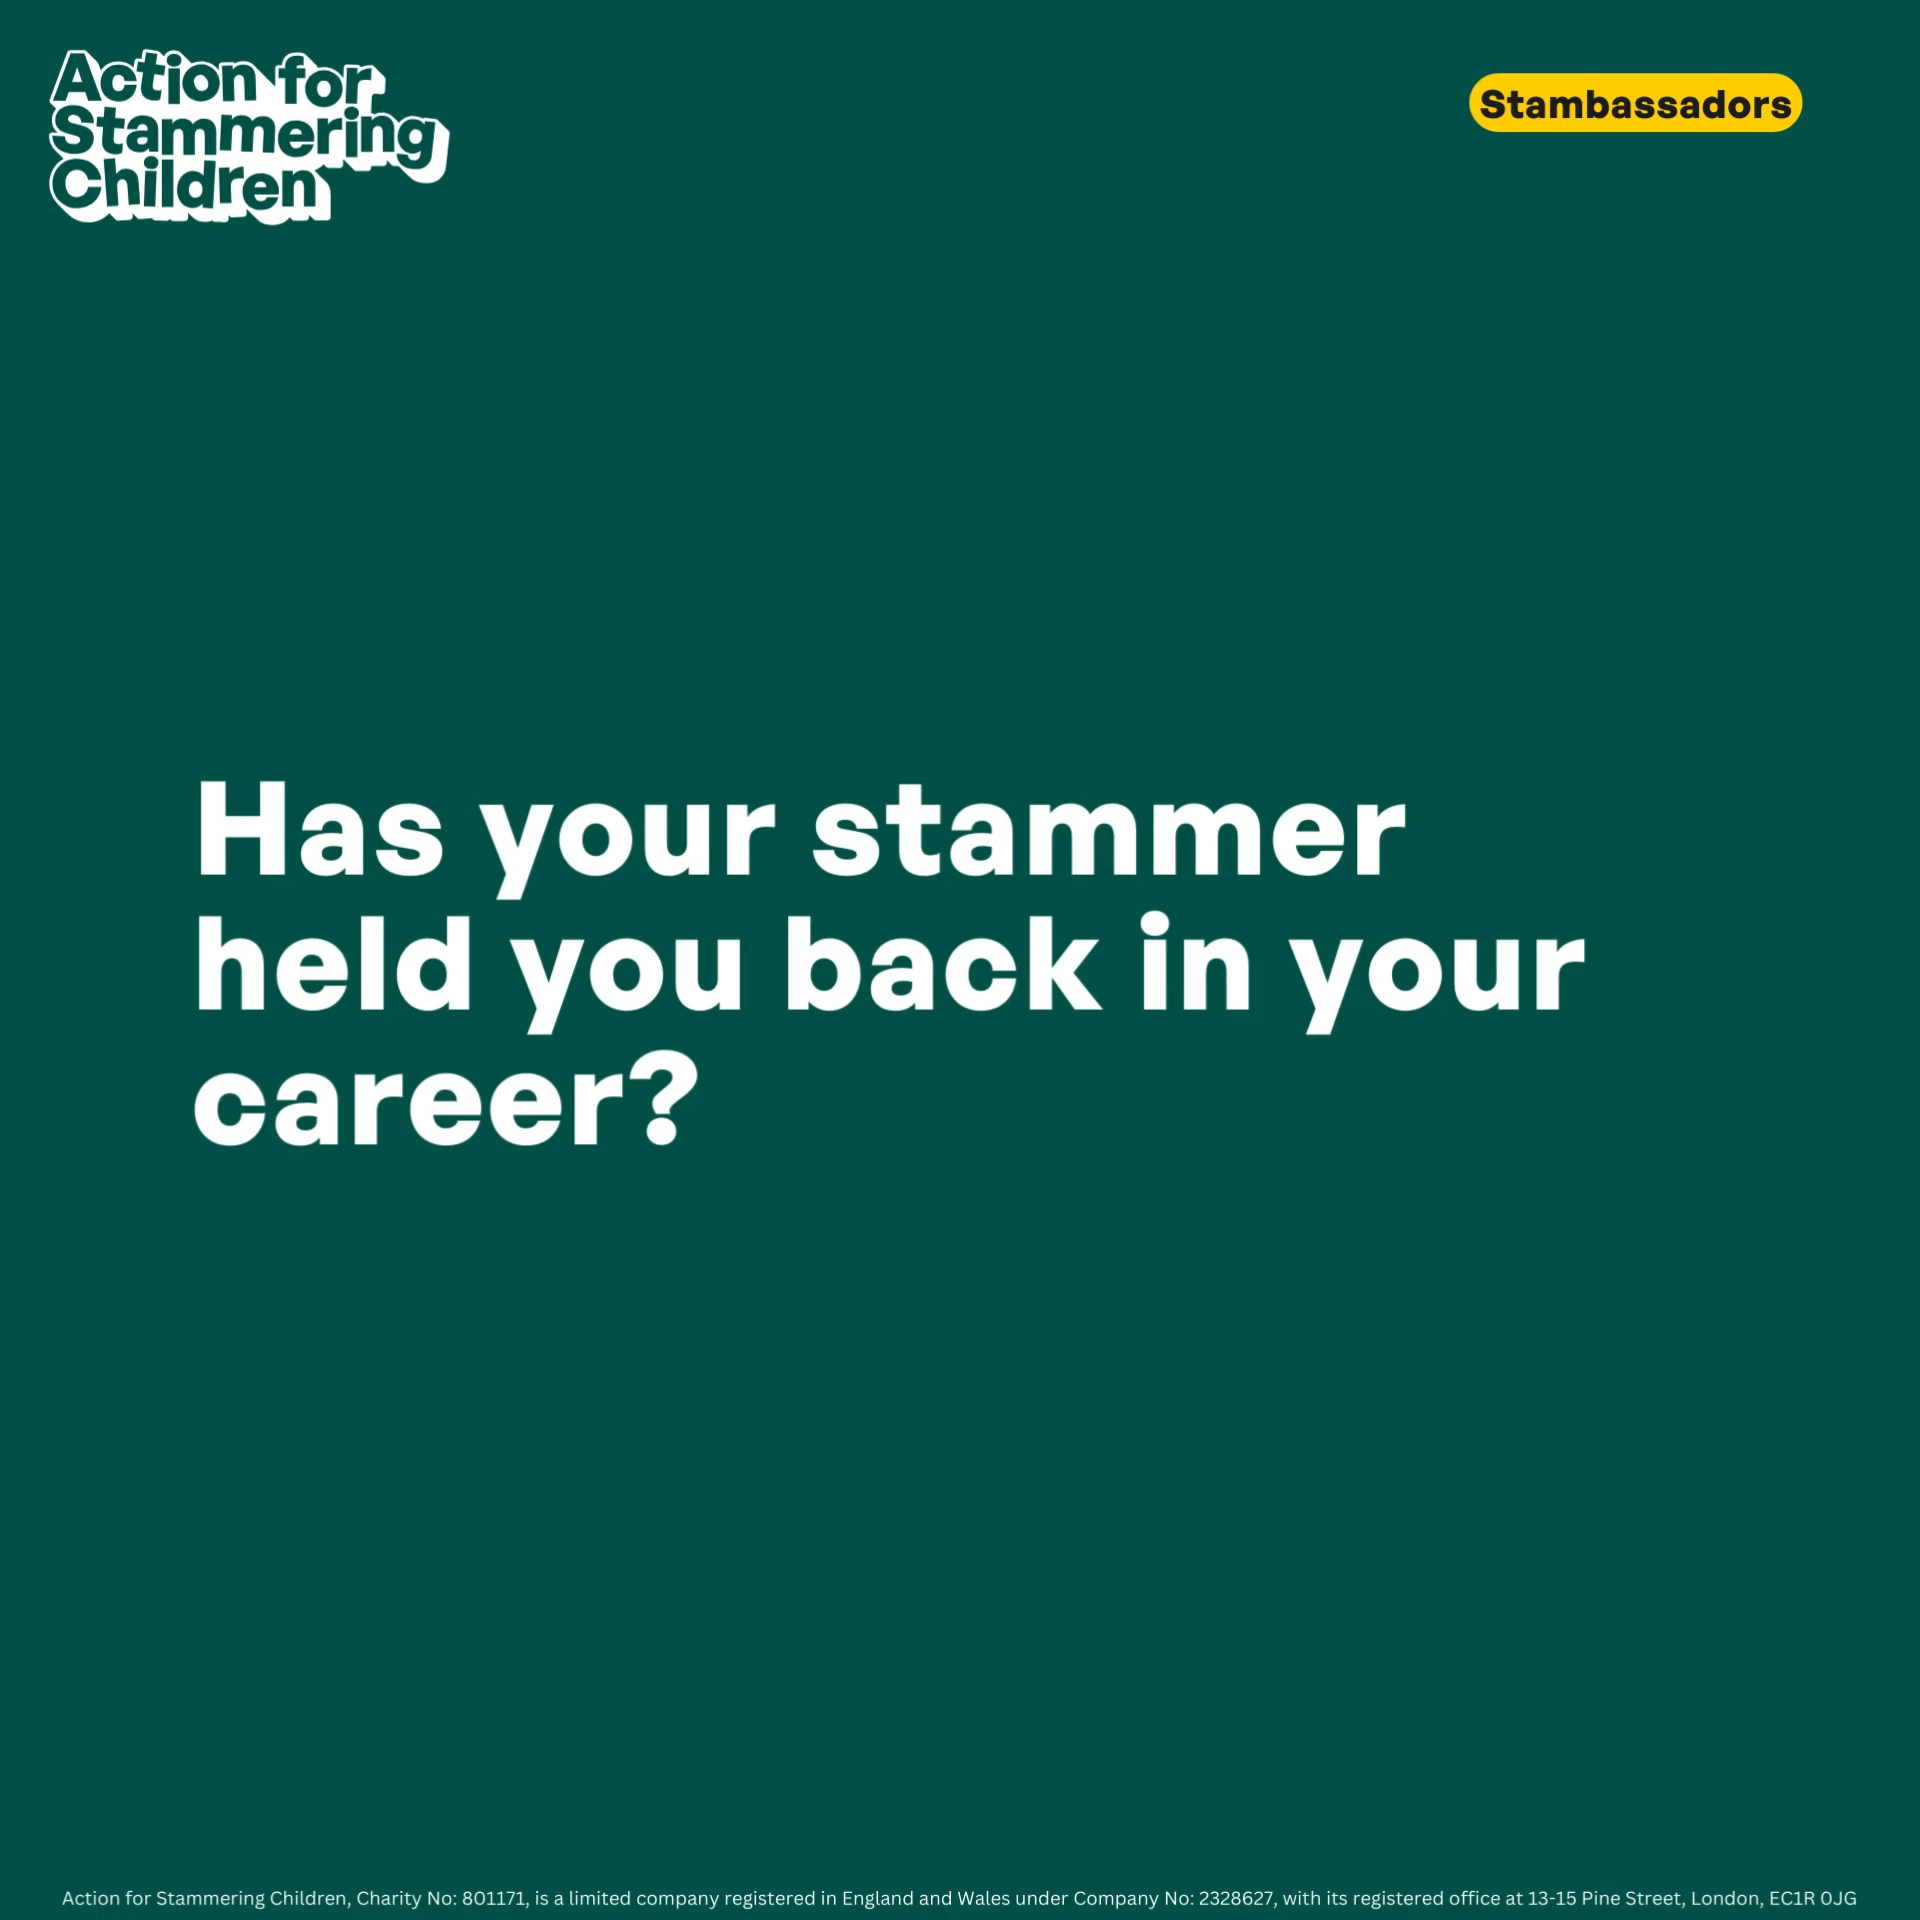 Action for
Stammering
Children
Stambassadors
Has your stammer
held you back in your
career?
Action for Stammering Children, Charity No: 801171, is a limited company registered in England and Wales under Company No: 2328627, with its registered office at 13-15 Pine Street, London, EC1R 0JG